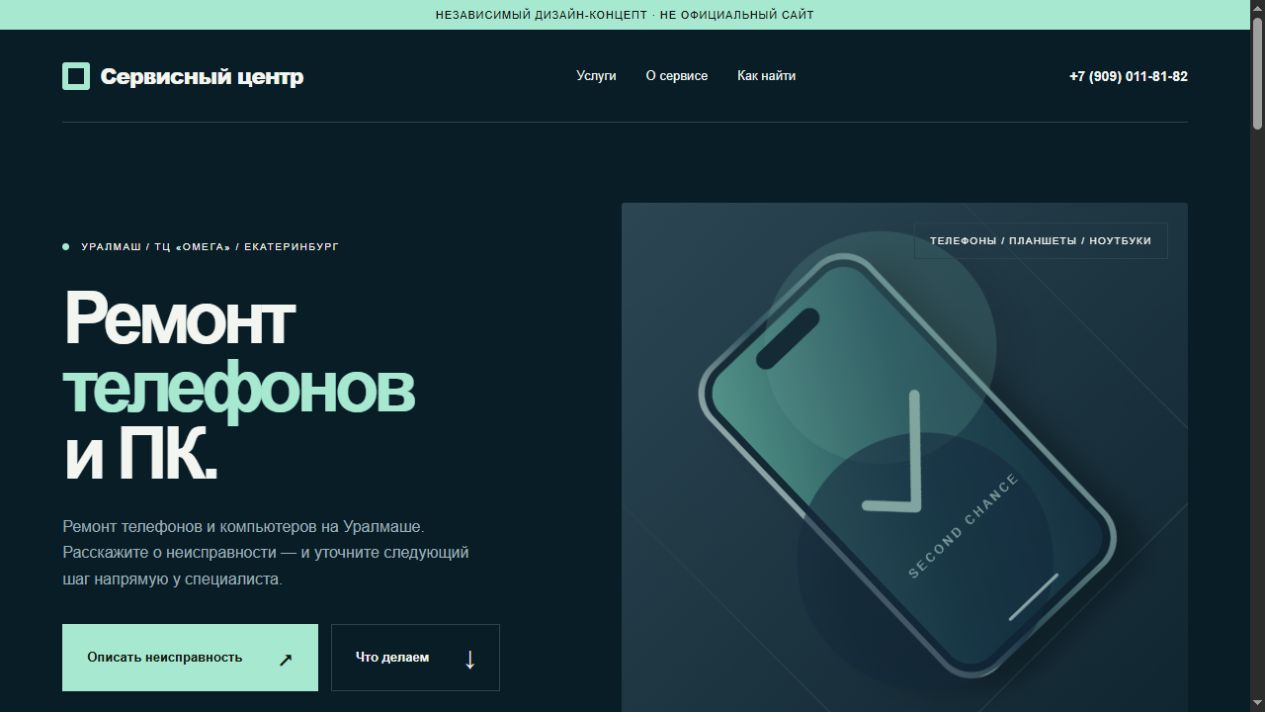 НЕЗАВИСИМЫЙ ДИЗАЙН-КОНЦЕПТ · НЕ ОФИЦИАЛЬНЫЙ САЙТ
Сервисный центр
Услуги
О сервисе
Как найти
+7 (909) 011-81-82
УРАЛМАШ / ТЦ «ОМЕГА» / ЕКАТЕРИНБУРГ
Ремонт
телефонов
и ПК.
Ремонт телефонов и компьютеров на Уралмаше.
Расскажите о неисправности — и уточните следующий
шаг напрямую у специалиста.
Описать неисправность ↗
Что делаем ↓
ТЕЛЕФОНЫ / ПЛАНШЕТЫ / НОУТБУКИ
SECOND CHANCE